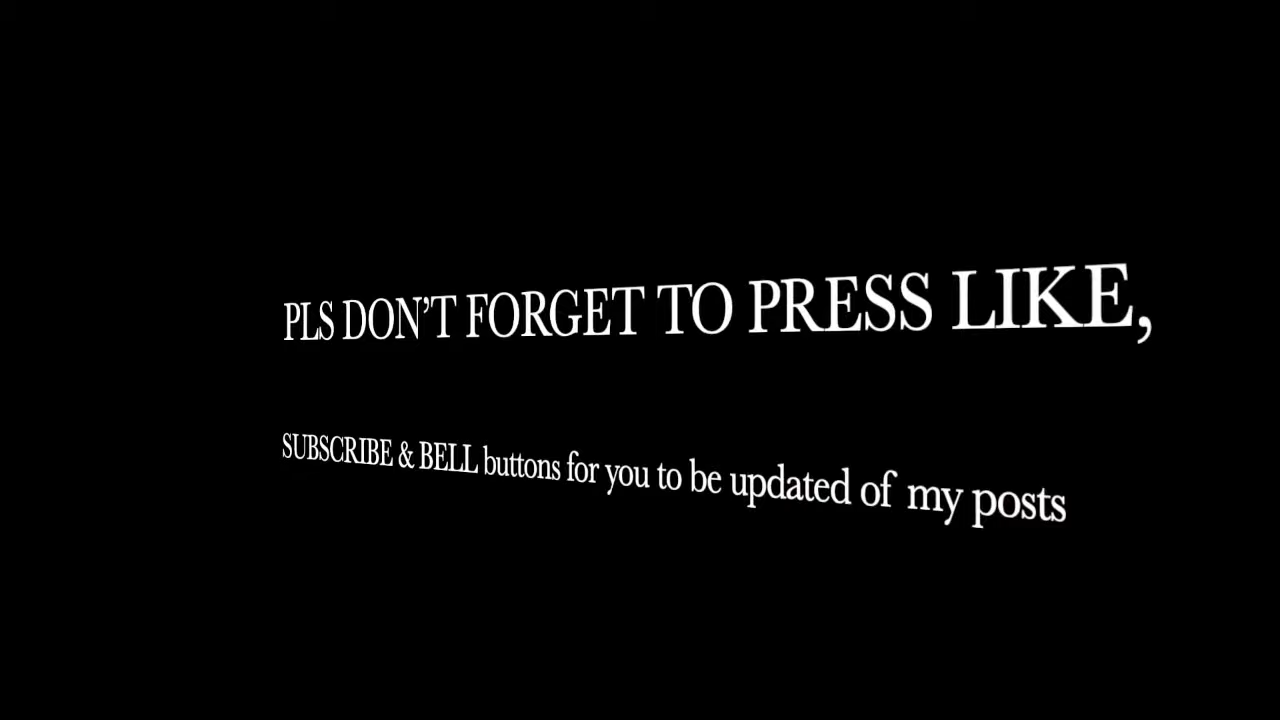 PLS DON’T FORGET TO PRESS LIKE,
SUBSCRIBE & BELL buttons for you to be updated of my posts